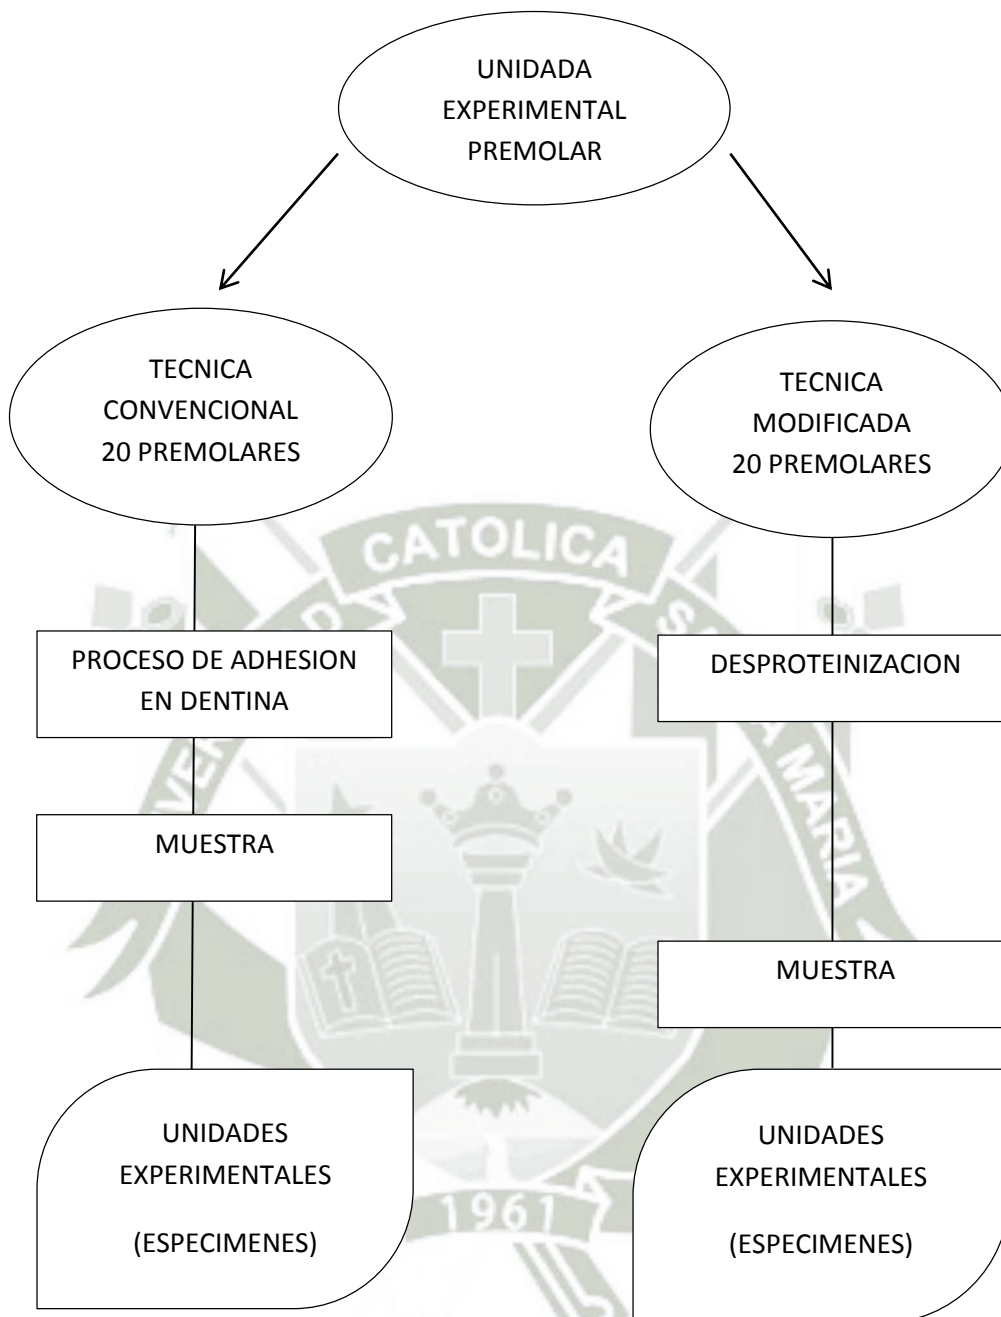 UNIDADA
EXPERIMENTAL
PREMOLAR
TECNICA
CONVENCIONAL
20 PREMOLARES
TECNICA
MODIFICADA
20 PREMOLARES
CATOLICA
PROCESO DE ADHESION
EN DENTINA
DESPROTEINIZACION
MARIA
MUESTRA
MUESTRA
UNIDADES
EXPERIMENTALES
(ESPECIMENES)
UNIDADES
EXPERIMENTALES
(ESPECIMENES)
1961